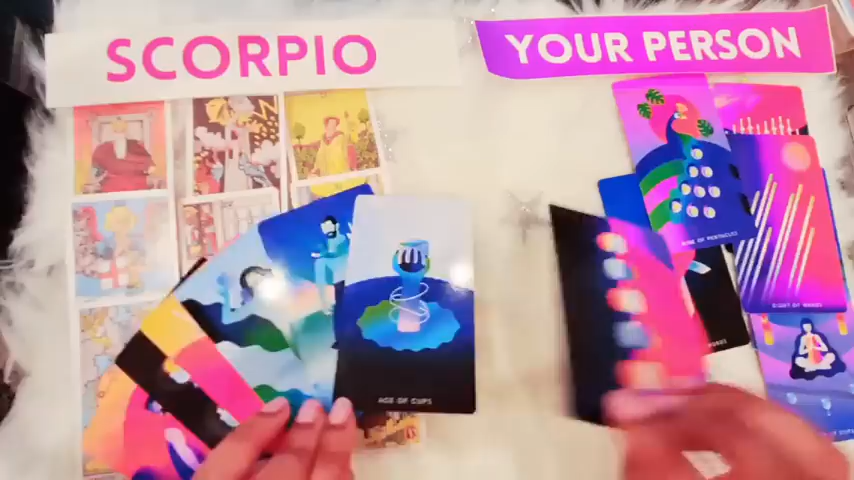 SCORPIO
YOUR PERSON
NINE OF PENTACLES
EIGHT OF WANDS
ACE OF CUPS